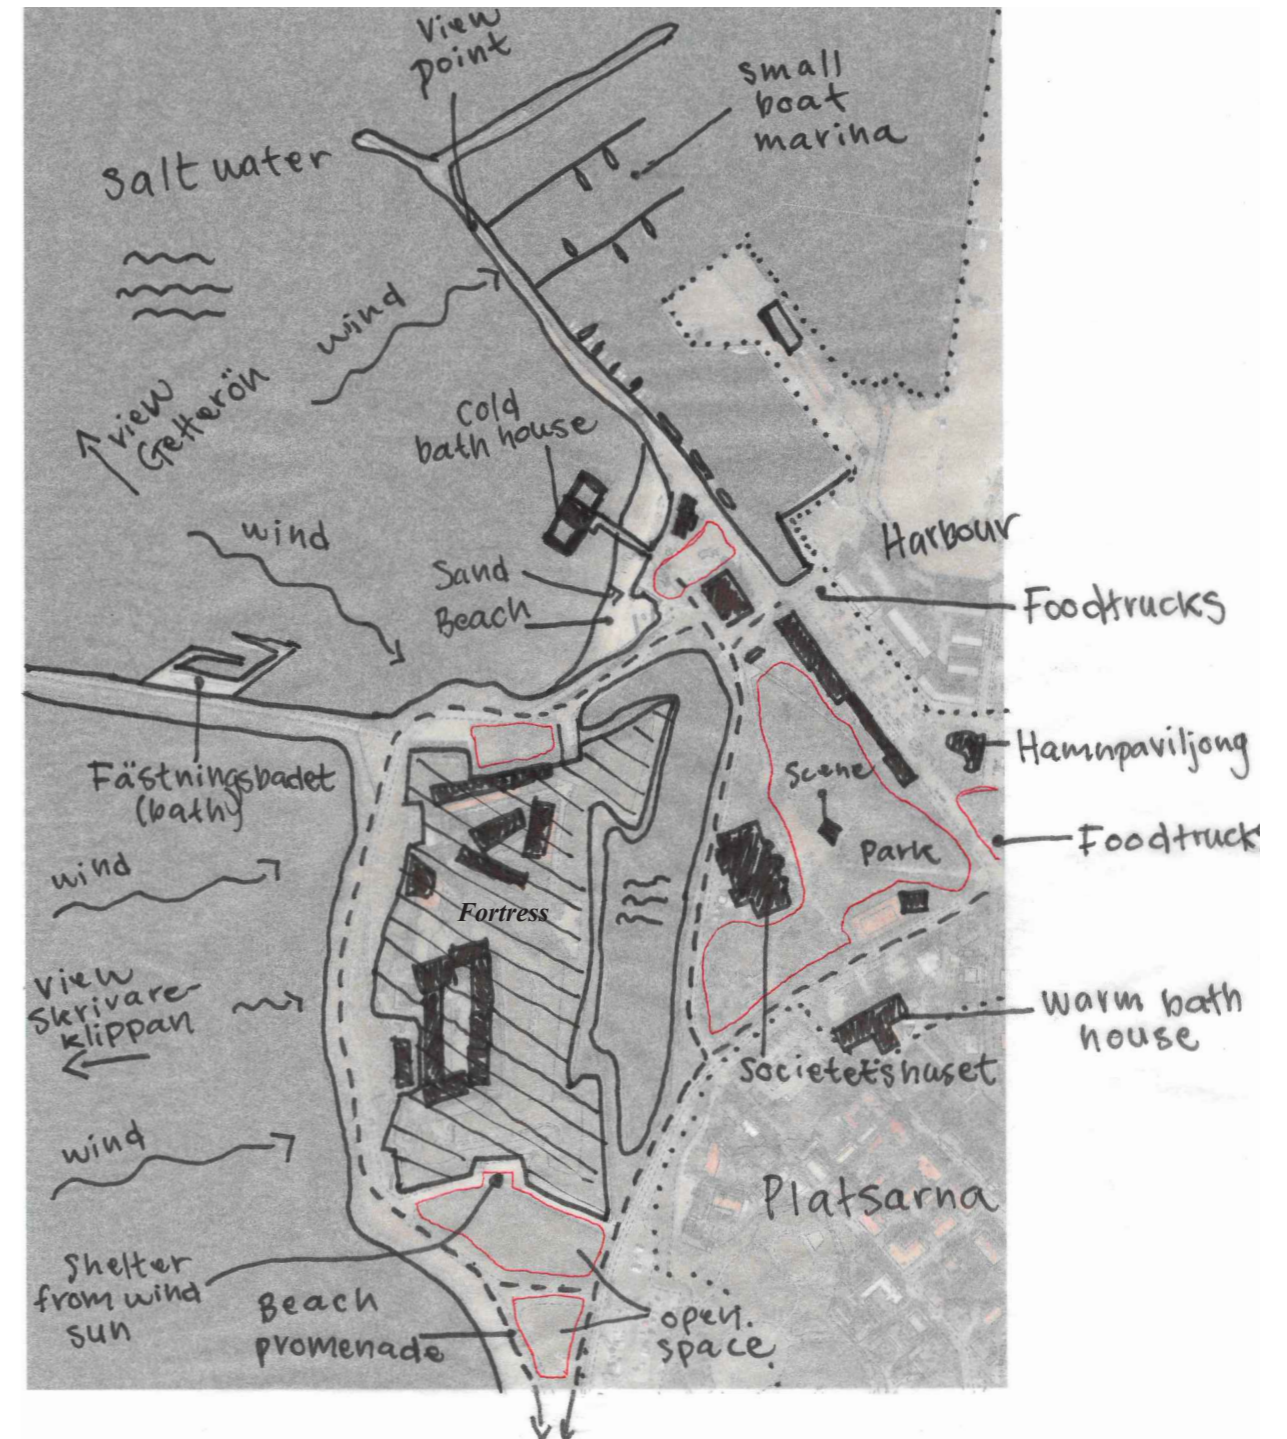 view
point
small
boat
marina
Salt water
wind
view
Getterön
cold
bath house
wind
Sand
Beach
Harbour
Foodtrucks
Fästningsbadet
(bath)
Hamnpaviljong
Scene
Park
Foodtruck
wind
Fortress
view
skrivare-
klippan
warm bath
house
Societetshuset
wind
Platsarna
shelter
from wind
sun
Beach
promenade
open
space